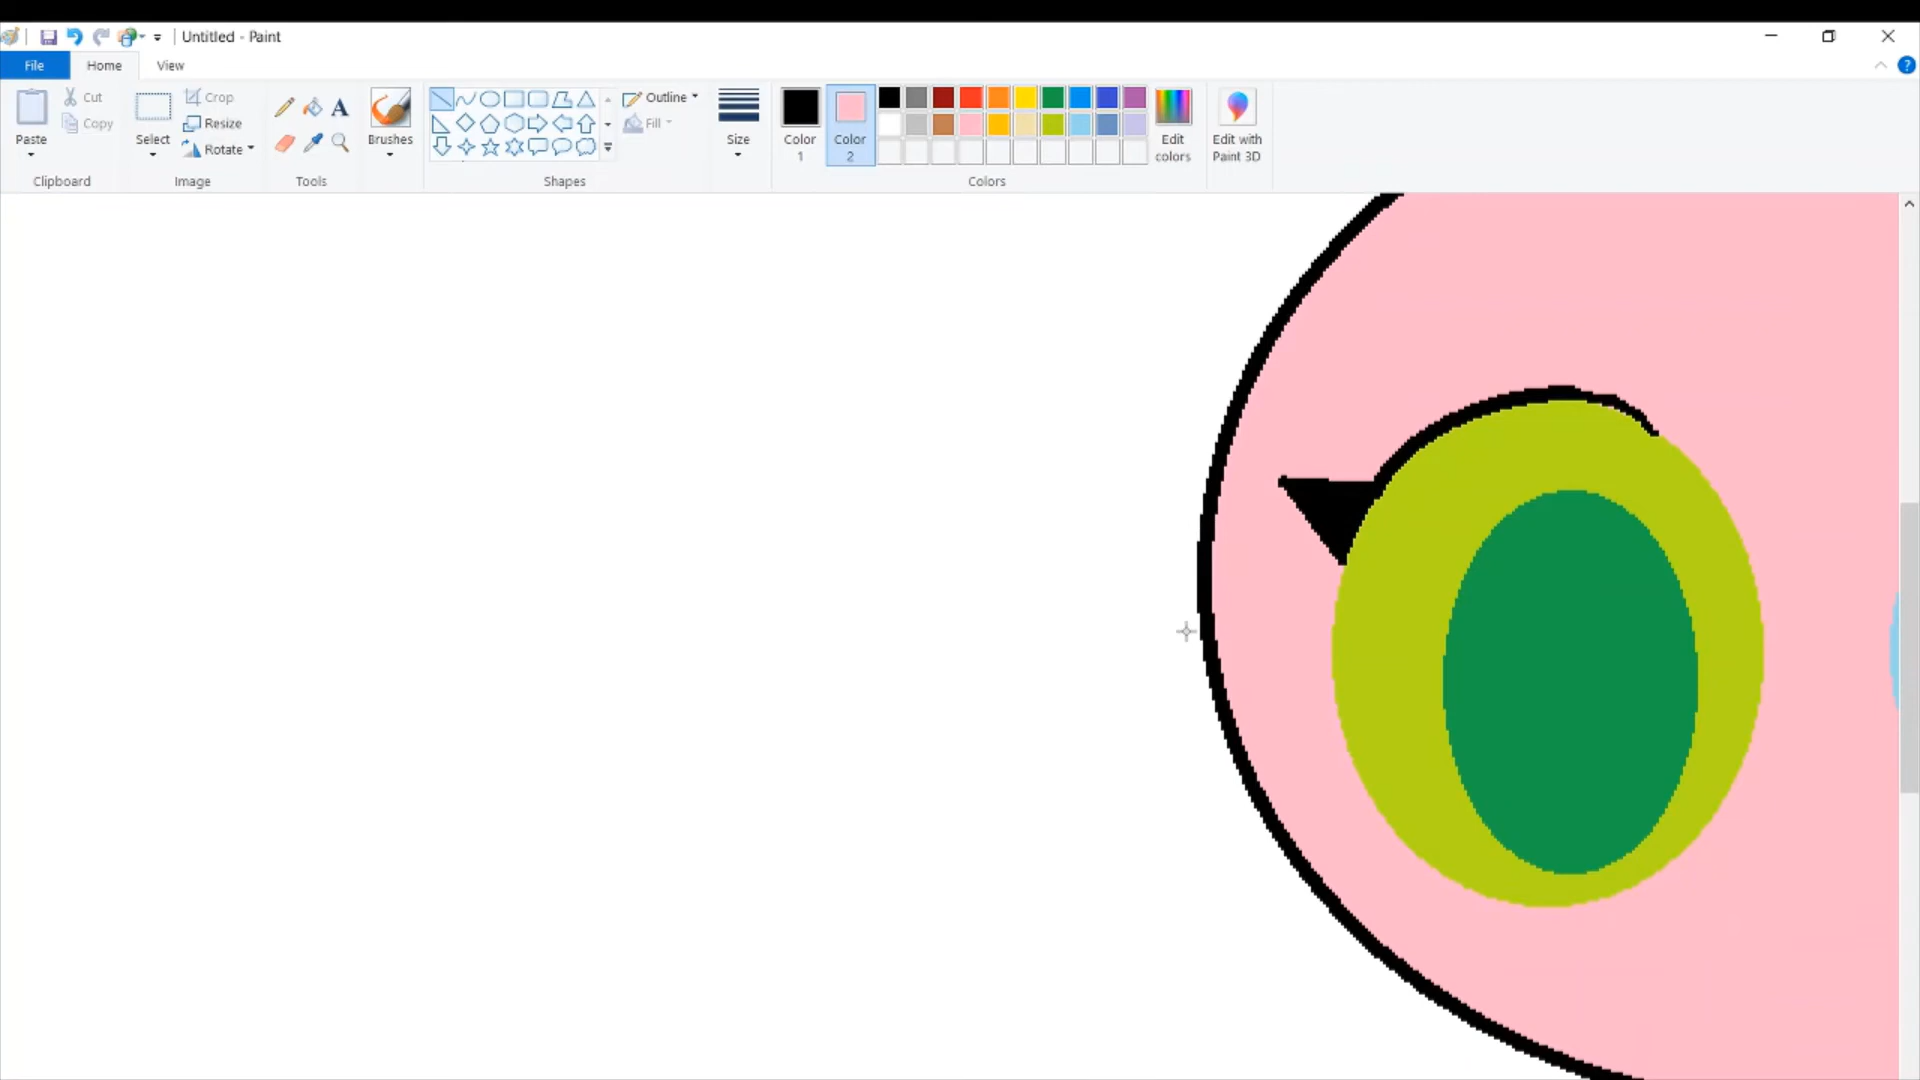 Untitled - Paint
File Home View
Paste
Cut
Copy
Clipboard
Select
Crop
Resize
Rotate
Image
A
Tools
Brushes
Shapes
Outline
Fill
Size
Color
1
Color
2
Edit
colors
Colors
Edit with
Paint 3D
?